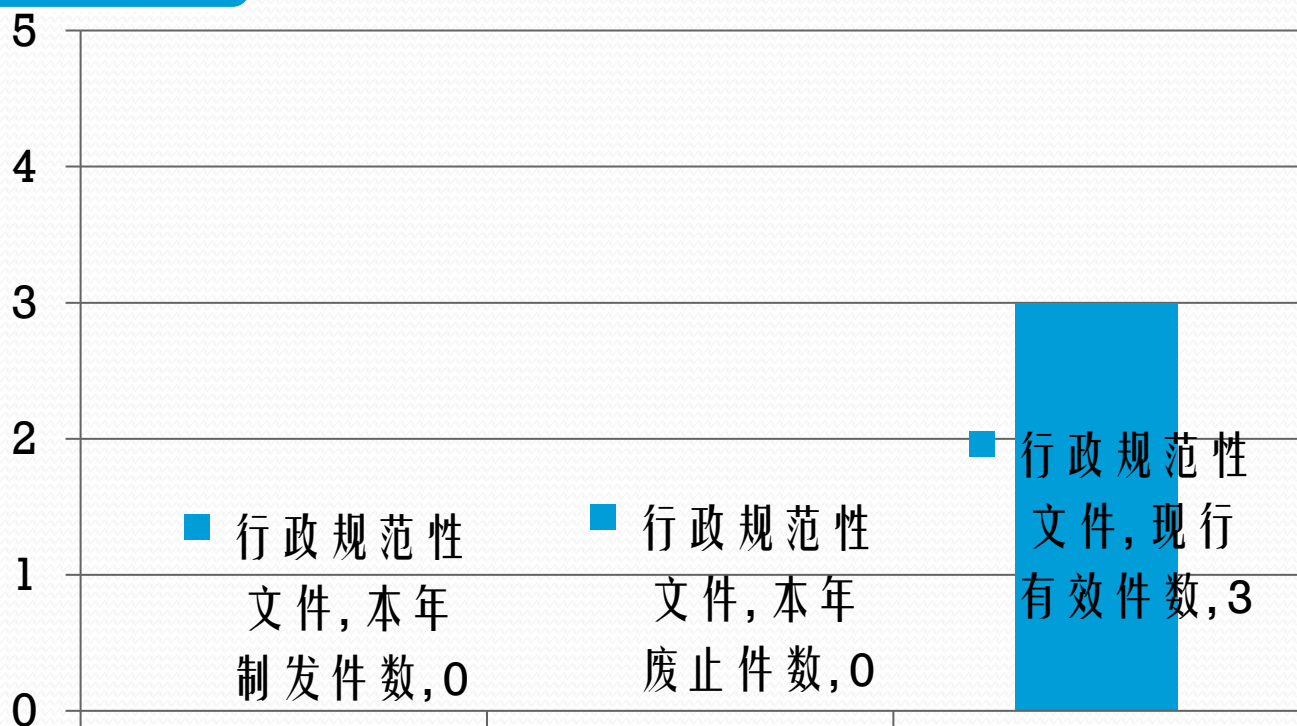 5
4
3
2
1
0
行政规范性
文件,本年
制发件数,0
行政规范性
文件,本年
废止件数,0
行政规范性
文件,现行
有效件数,3